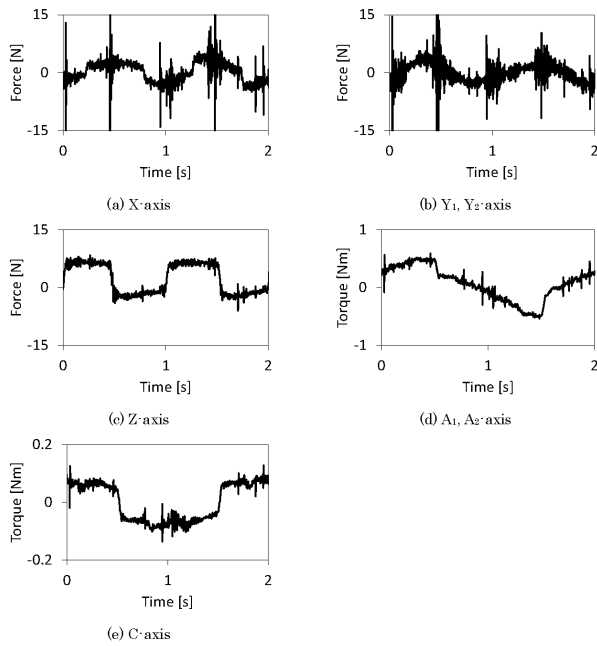 15
0
-15
Force [N]
0
1
2
Time [s]
(a) X-axis
15
0
-15
Force [N]
0
1
2
Time [s]
(b) Y₁, Y₂-axis
15
0
-15
Force [N]
0
1
2
Time [s]
(c) Z-axis
1
0
-1
Torque [Nm]
0
1
2
Time [s]
(d) A₁, A₂-axis
0.2
0
-0.2
Torque [Nm]
0
1
2
Time [s]
(e) C-axis